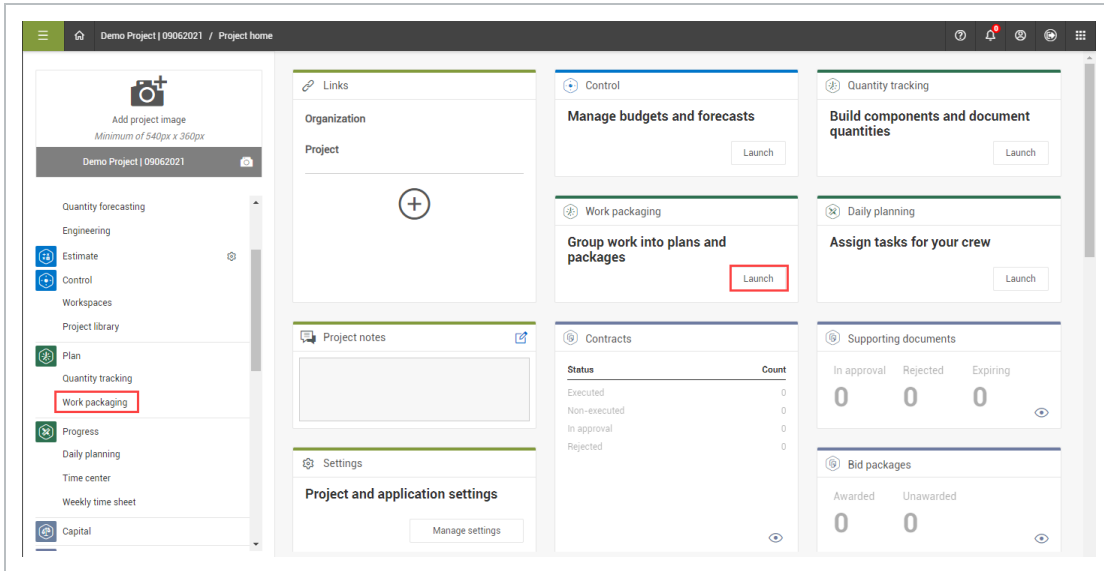 Demo Project | 09062021 / Project home
0
Add project image
Minimum of 540px x 360px
Demo Project | 09062021
Quantity forecasting
Engineering
Estimate
Control
Workspaces
Project library
Plan
Quantity tracking
Work packaging
Progress
Daily planning
Time center
Weekly time sheet
Capital
Links
Organization
Project
Control
Manage budgets and forecasts
Launch
Quantity tracking
Build components and document
quantities
Launch
Work packaging
Group work into plans and
packages
Launch
Daily planning
Assign tasks for your crew
Launch
Project notes
Contracts
Status Count
Executed 0
Non-executed 0
In approval 0
Rejected 0
Supporting documents
In approval Rejected Expiring
0 0 0
Settings
Project and application settings
Manage settings
Bid packages
Awarded Unawarded
0 0